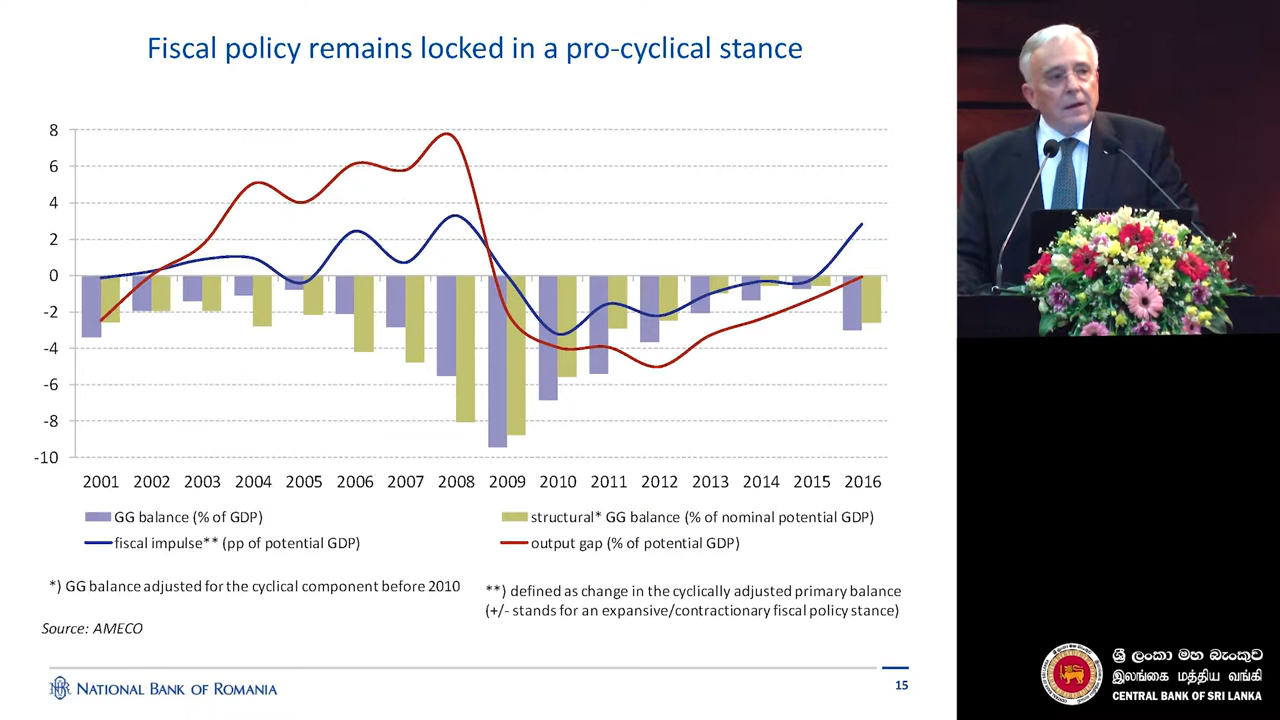 Fiscal policy remains locked in a pro-cyclical stance
8
6
4
2
0
-2
-4
-6
-8
-10
2001 2002 2003 2004 2005 2006 2007 2008 2009 2010 2011 2012 2013 2014 2015 2016
GG balance (% of GDP)
structural* GG balance (% of nominal potential GDP)
fiscal impulse** (pp of potential GDP)
output gap (% of potential GDP)
*) GG balance adjusted for the cyclical component before 2010
**) defined as change in the cyclically adjusted primary balance
(+/- stands for an expansive/contractionary fiscal policy stance)
Source: AMECO
NATIONAL BANK OF ROMANIA
15
ශ්‍රී ලංකා මහ බැංකුව
இலங்கை மத்திய வங்கி
CENTRAL BANK OF SRI LANKA